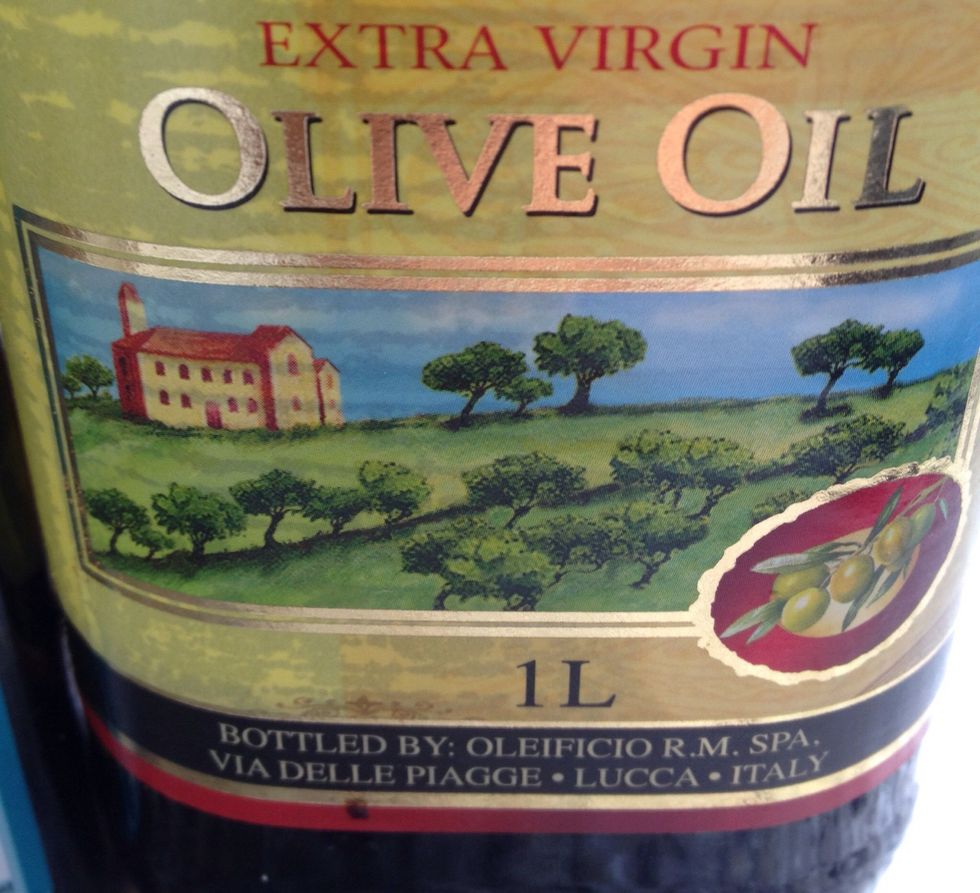 EXTRA VIRGIN
OLIVE OIL
1L
BOTTLED BY: OLEIFICIO R.M. SPA.
VIA DELLE PIAGGE • LUCCA • ITALY